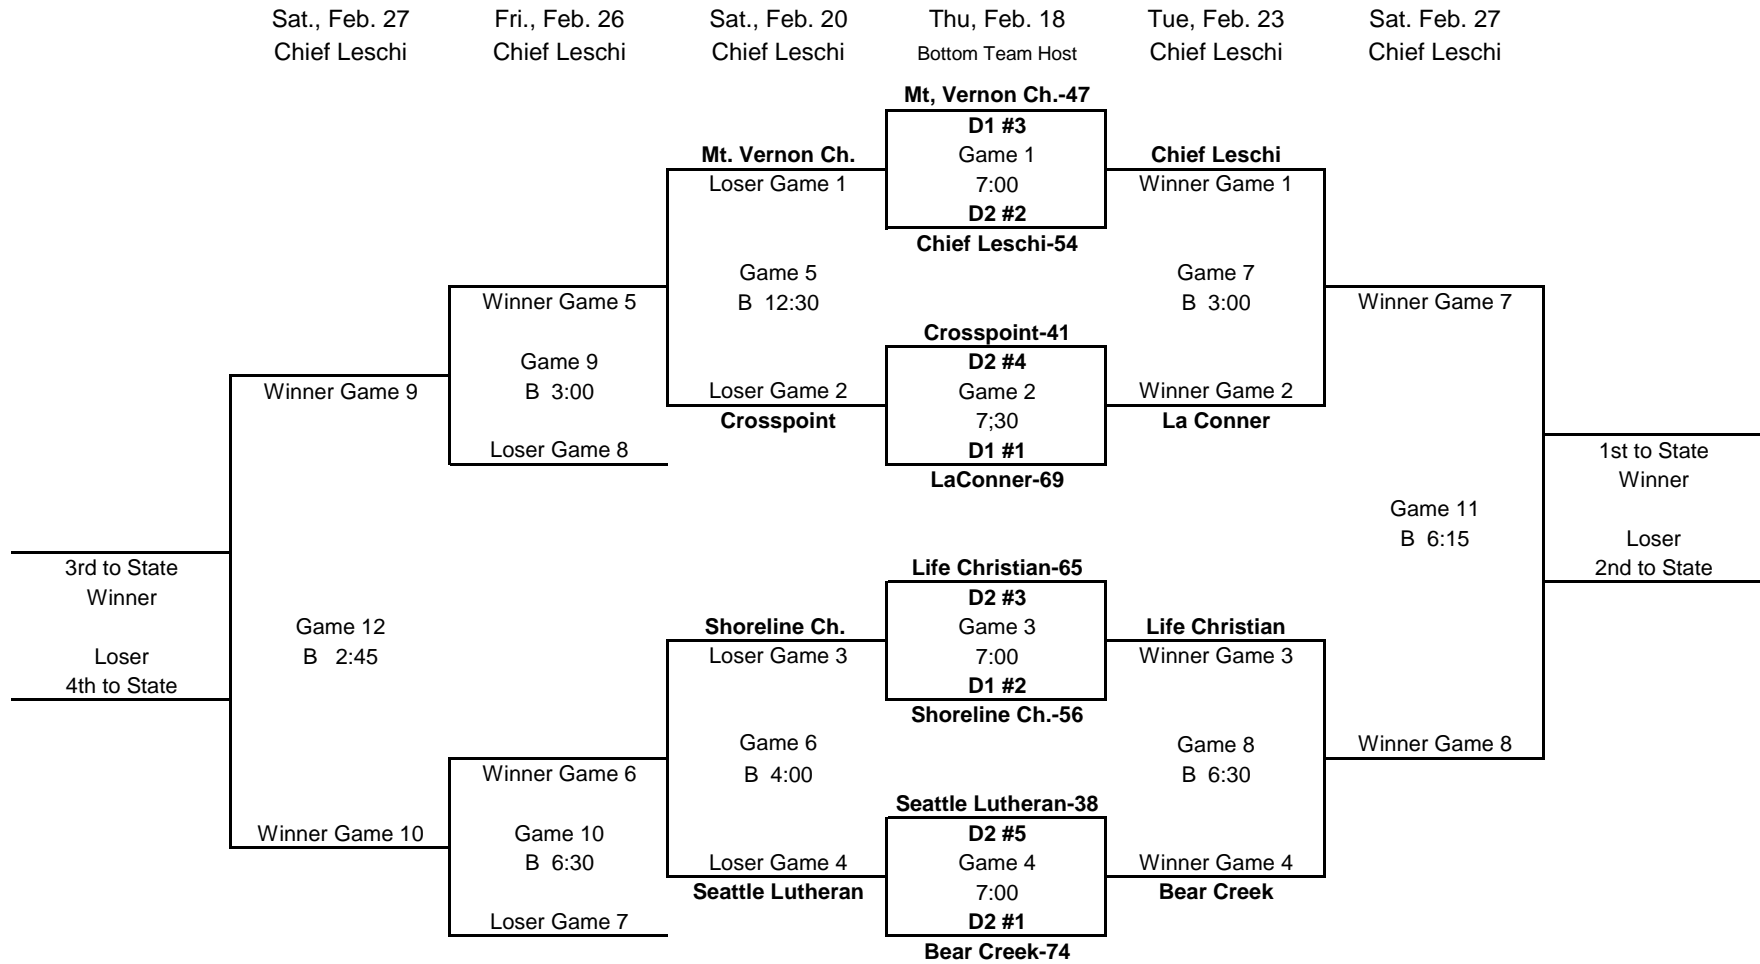 Sat., Feb. 27 Fri., Feb. 26 Sat., Feb. 20 Thu, Feb. 18 Tue, Feb. 23 Sat. Feb. 27
Chief Leschi Chief Leschi Chief Leschi Bottom Team Host Chief Leschi Chief Leschi
Mt, Vernon Ch.-47
D1 #3
Mt. Vernon Ch. Game 1 Chief Leschi
Loser Game 1 7:00 Winner Game 1
D2 #2
Chief Leschi-54
Game 5 Game 7
Winner Game 5 B 12:30 B 3:00 Winner Game 7
Crosspoint-41
Game 9 D2 #4
Winner Game 9 B 3:00 Loser Game 2 Game 2 Winner Game 2
Crosspoint 7;30 La Conner
Loser Game 8 D1 #1 1st to State
LaConner-69 Winner
Game 11
B 6:15 Loser
3rd to State Life Christian-65 2nd to State
Winner D2 #3
Game 12 Shoreline Ch. Game 3 Life Christian
Loser B 2:45 Loser Game 3 7:00 Winner Game 3
4th to State D1 #2
Shoreline Ch.-56
Game 6 Game 8 Winner Game 8
Winner Game 6 B 4:00 B 6:30
Seattle Lutheran-38
Winner Game 10 Game 10 D2 #5
B 6:30 Loser Game 4 Game 4 Winner Game 4
Seattle Lutheran 7:00 Bear Creek
Loser Game 7 D2 #1
Bear Creek-74